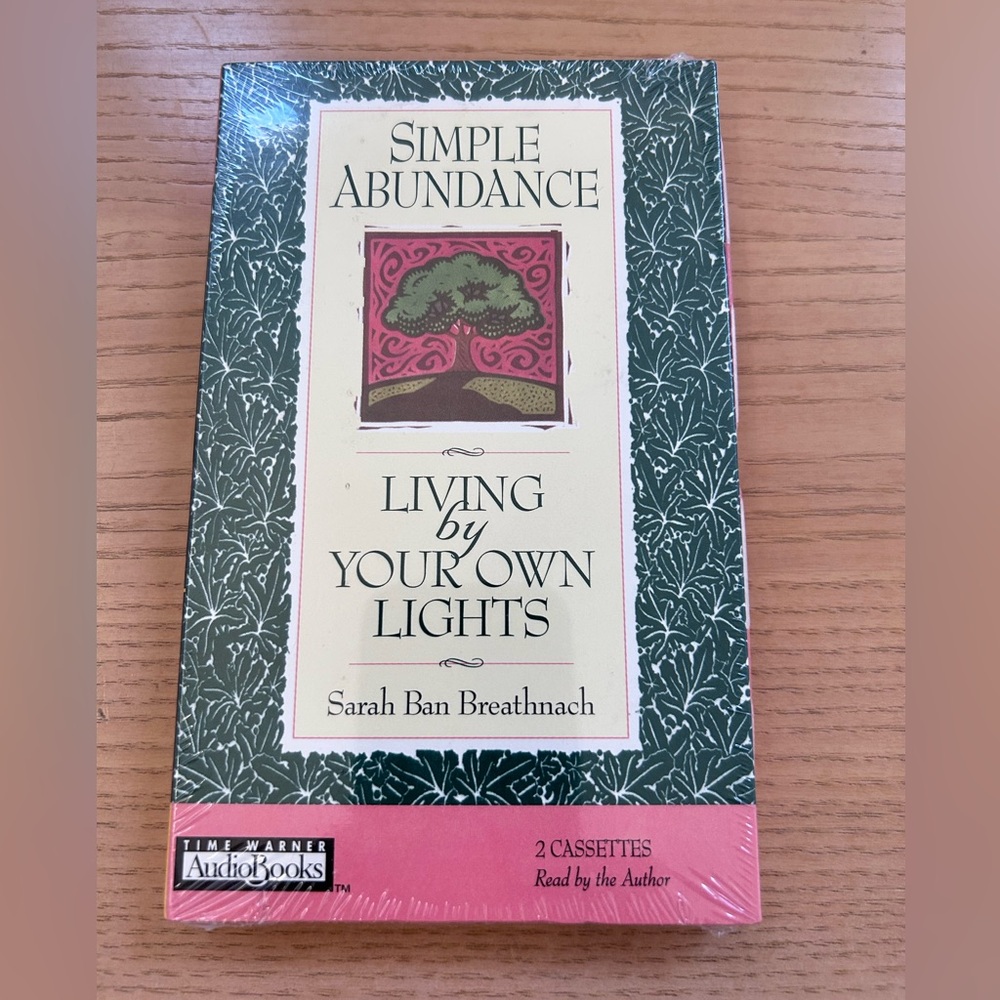 SIMPLE
ABUNDANCE
LIVING
by
YOUR OWN
LIGHTS
Sarah Ban Breathnach
TIME WARNER
AudioBooks
TM
2 CASSETTES
Read by the Author